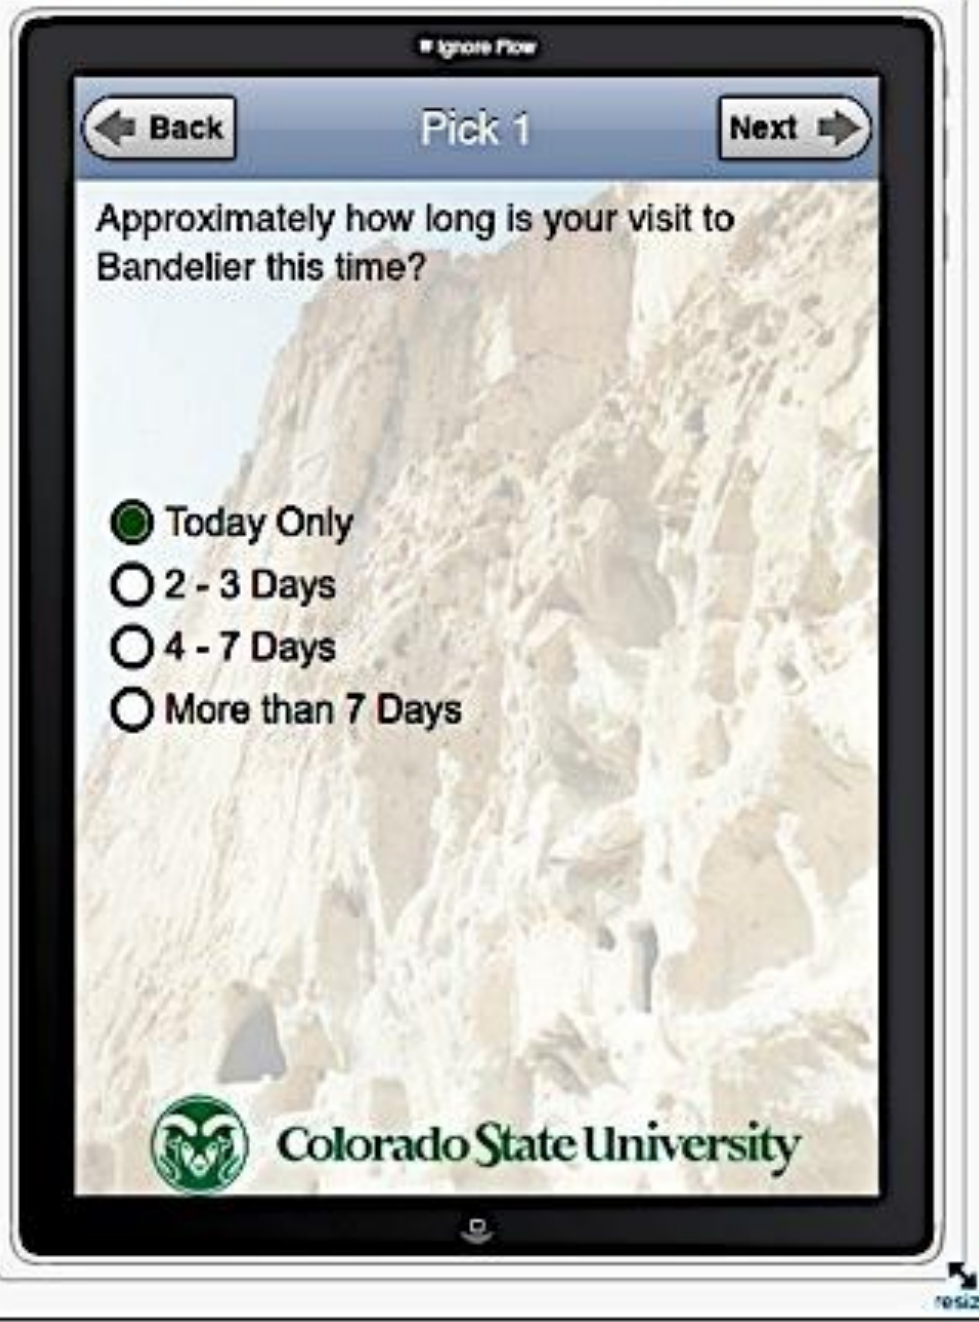 Ignore Flow
Back
Pick 1
Next
Approximately how long is your visit to
Bandelier this time?
Today Only
2 - 3 Days
4 - 7 Days
More than 7 Days
Colorado State University